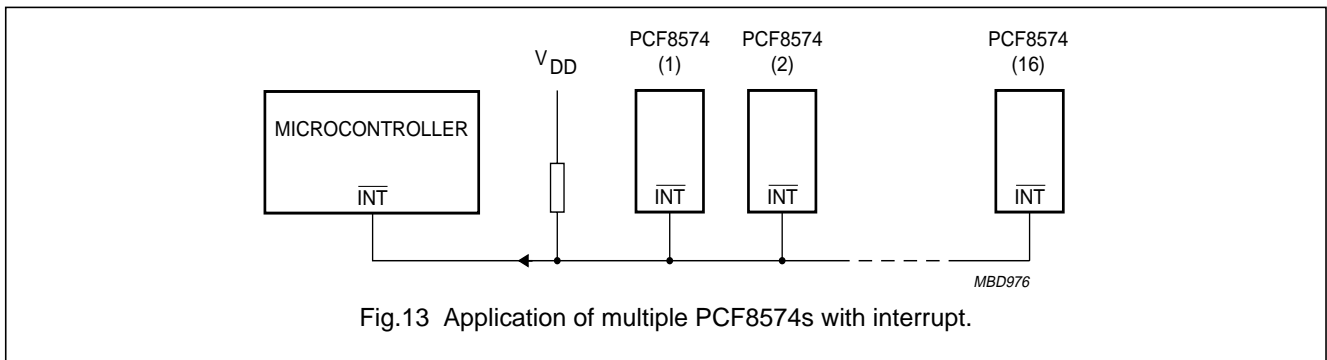 PCF8574 PCF8574 PCF8574
(1) (2) (16)
VDD
MICROCONTROLLER
INT INT INT INT
MBD976
Fig.13 Application of multiple PCF8574s with interrupt.